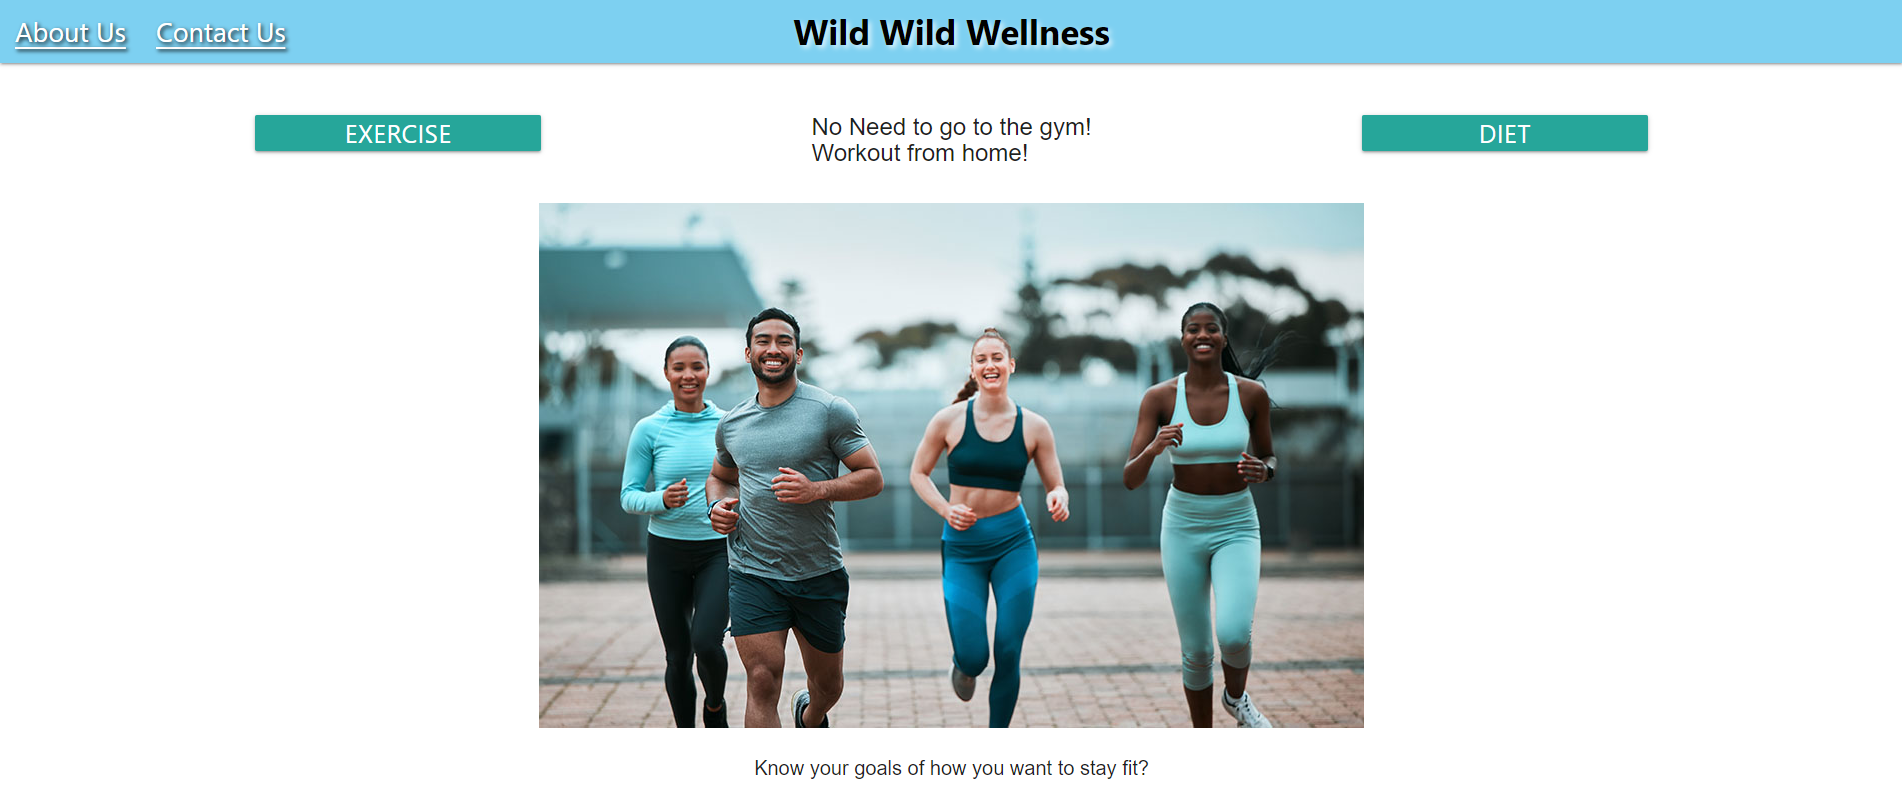 About Us
Contact Us
Wild Wild Wellness
EXERCISE
No Need to go to the gym!
Workout from home!
DIET
Know your goals of how you want to stay fit?